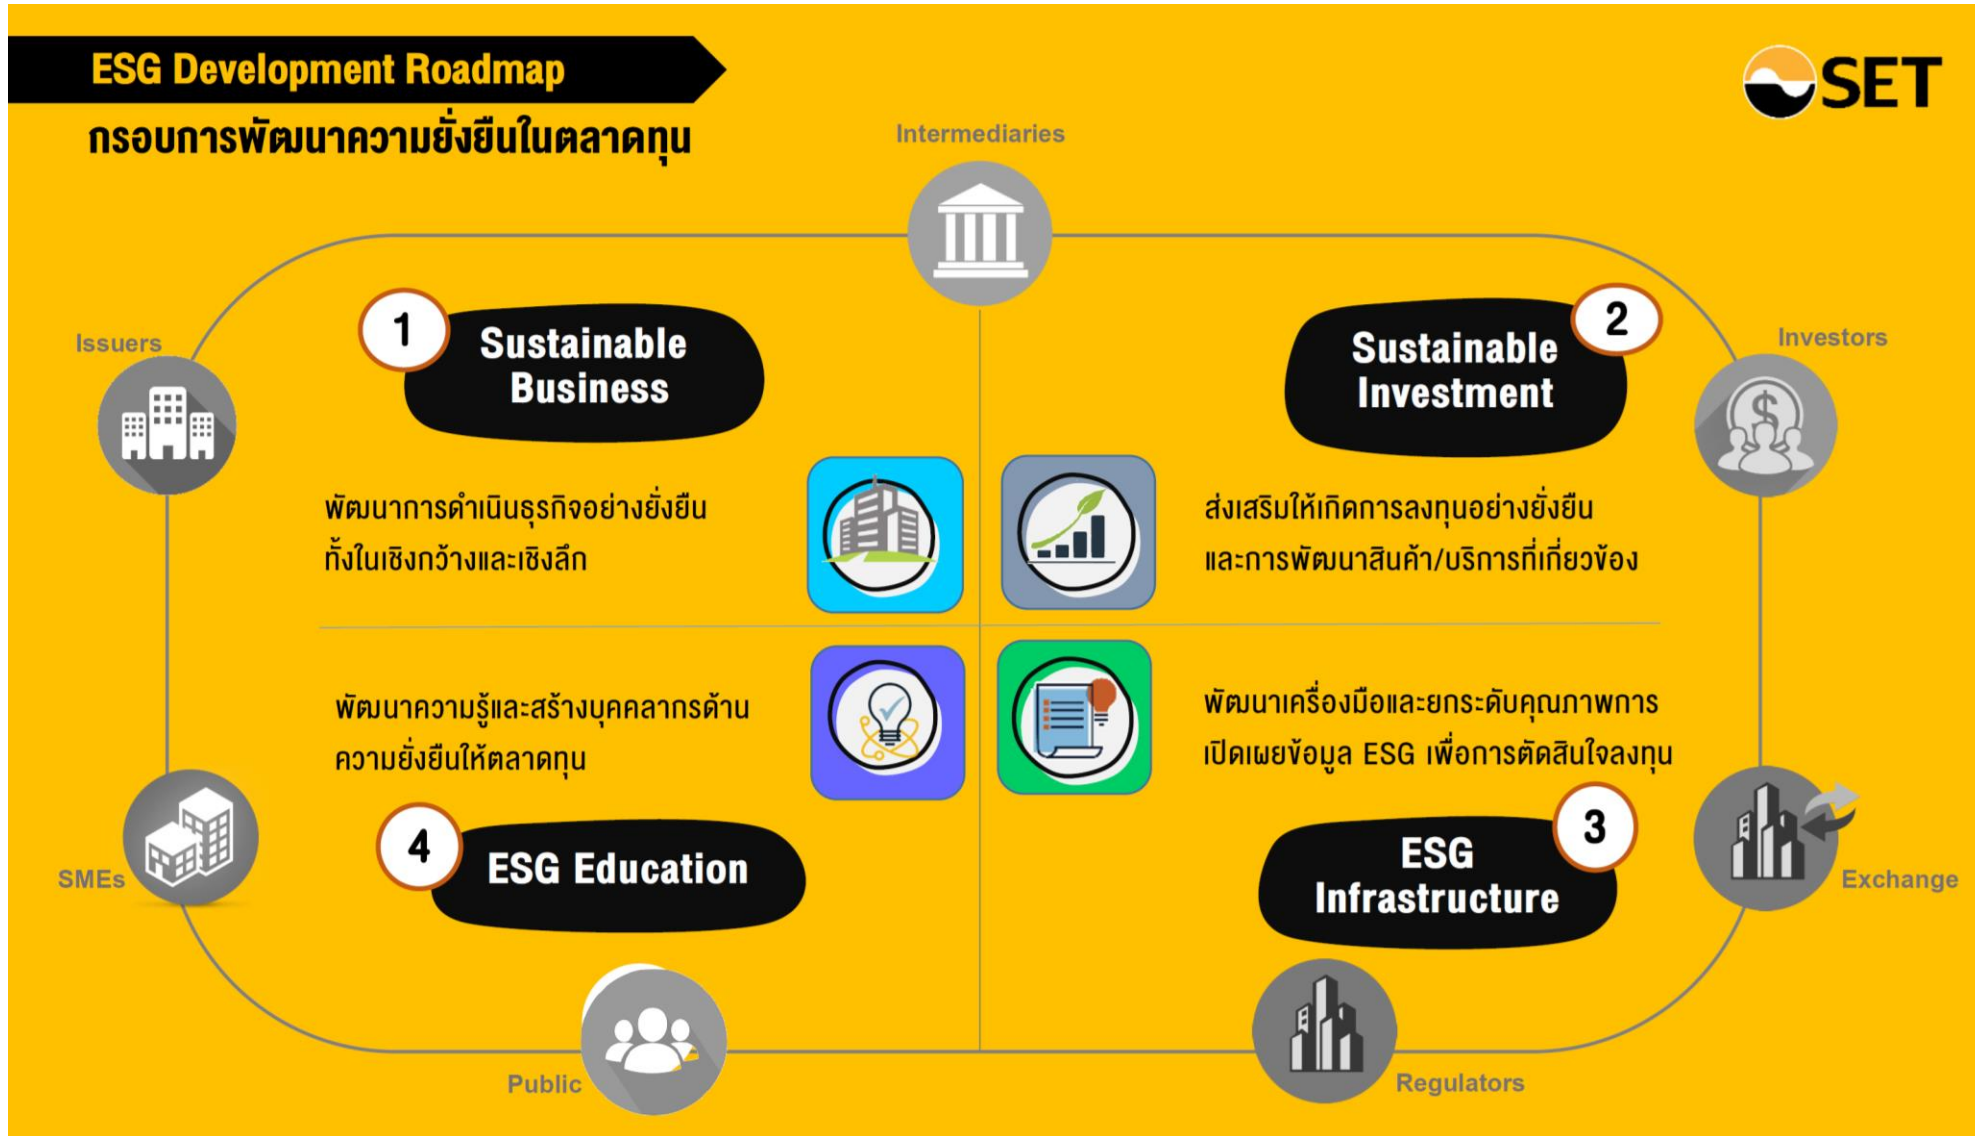 ESG Development Roadmap
กรอบการพัฒนาความยั่งยืนในตลาดทุน
SET
Intermediaries
Issuers
1
Sustainable
Business
2
Sustainable
Investment
Investors
พัฒนาการดำเนินธุรกิจอย่างยั่งยืน
ทั้งในเชิงกว้างและเชิงลึก
ส่งเสริมให้เกิดการลงทุนอย่างยั่งยืน
และการพัฒนาสินค้า/บริการที่เกี่ยวข้อง
พัฒนาความรู้และสร้างบุคคลากรด้าน
ความยั่งยืนให้ตลาดทุน
พัฒนาเครื่องมือและยกระดับคุณภาพการ
เปิดเผยข้อมูล ESG เพื่อการตัดสินใจลงทุน
SMEs
4
ESG Education
3
ESG
Infrastructure
Exchange
Public
Regulators